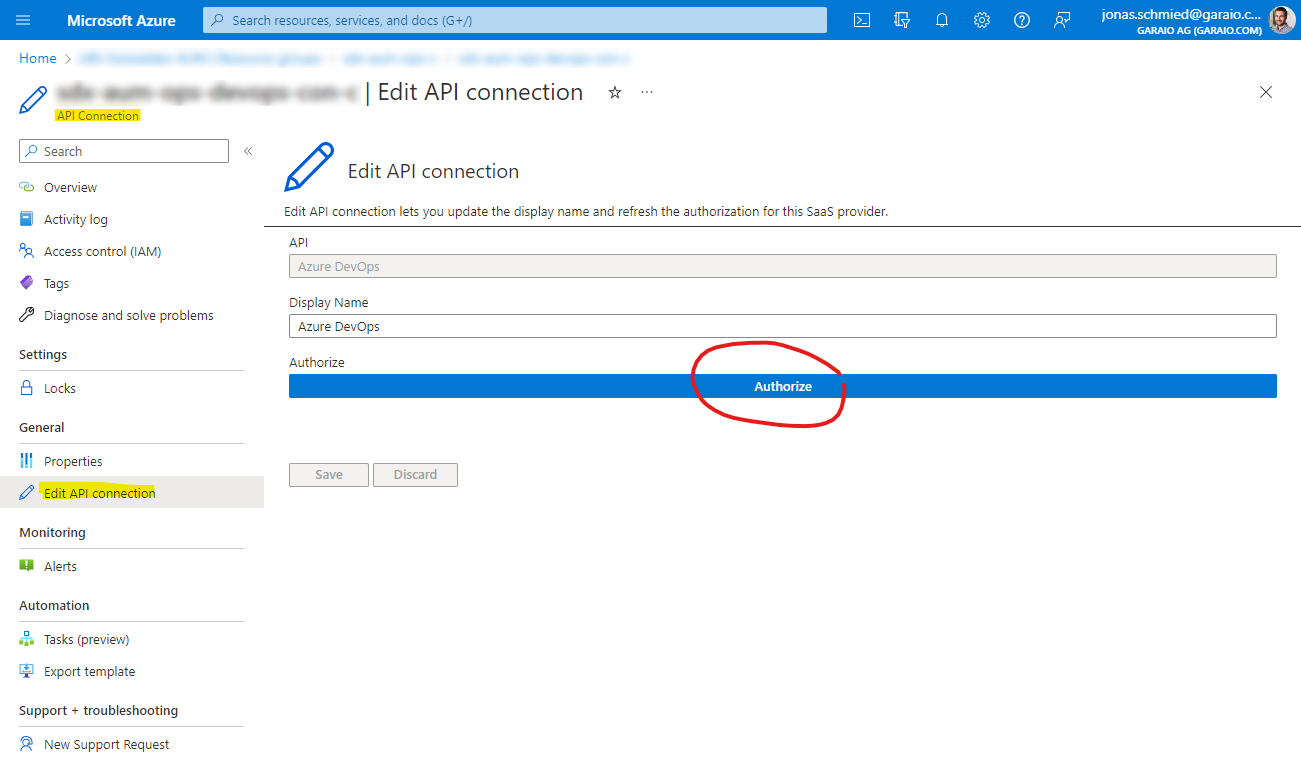 Microsoft Azure
Search resources, services, and docs (G+/)
jonas.schmied@garaio.c...
GARAIO AG (GARAIO.COM)
Home >
| Edit API connection ☆ ...
API Connection
Search
«
Overview
Activity log
Access control (IAM)
Tags
Diagnose and solve problems
Settings
Locks
General
Properties
Edit API connection
Monitoring
Alerts
Automation
Tasks (preview)
Export template
Support + troubleshooting
New Support Request
Edit API connection
Edit API connection lets you update the display name and refresh the authorization for this SaaS provider.
API
Azure DevOps
Display Name
Azure DevOps
Authorize
Authorize
Save
Discard